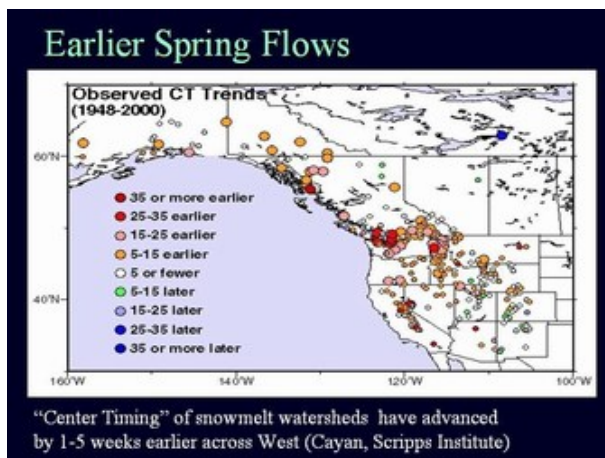 Earlier Spring Flows
Observed CT Trends
(1948-2000)
60°N
35 or more earlier
25-35 earlier
15-25 earlier
5-15 earlier
5 or fewer
5-15 later
15-25 later
25-35 later
35 or more later
40°N
160°W 140°W 120°W 100°W
“Center Timing” of snowmelt watersheds have advanced
by 1-5 weeks earlier across West (Cayan, Scripps Institute)